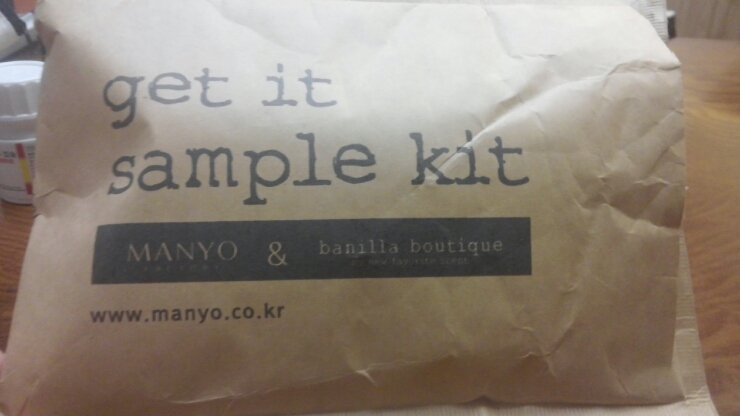 get it
sample kit
MANYO & banilla boutique
www.manyo.co.kr